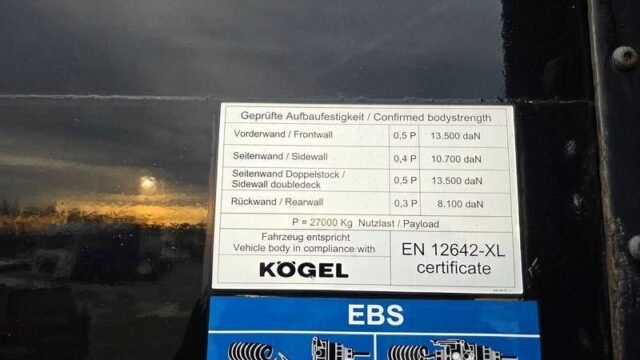 Geprüfte Aufbaufestigkeit / Confirmed bodystrength
Vorderwand / Frontwall 0,5 P 13.500 daN
Seitenwand / Sidewall 0,4 P 10.700 daN
Seitenwand Doppelstock /
Sidewall doubledeck 0,5 P 13.500 daN
Rückwand / Rearwall 0,3 P 8.100 daN
P = 27000 Kg Nutzlast / Payload
Fahrzeug entspricht
Vehicle body in compliance with
KÖGEL
EN 12642-XL
certificate
EBS